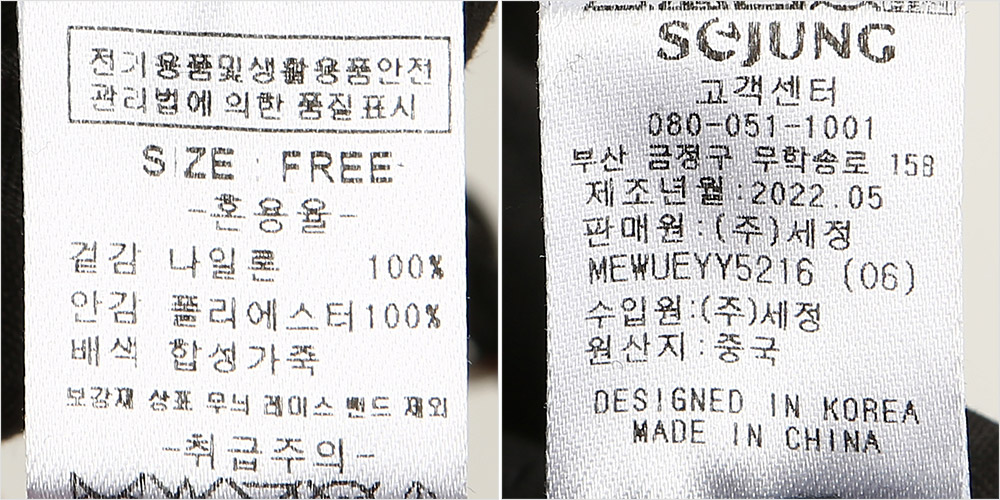 전기용품및생활용품안전
관리법에 의한 품질표시
SIZE : FREE
-혼용율-
겉감 나일론 100%
안감 폴리에스터100%
배색 합성가죽
보강재 상표 무늬 레이스 밴드 제외
-취급주의-
SEJUNG
고객센터
080-051-1001
부산 금정구 무학송로 158
제조년월:2022.05
판매원:(주)세정
MEWUEYY5216 (06)
수입원:(주)세정
원산지:중국
DESIGNED IN KOREA
MADE IN CHINA